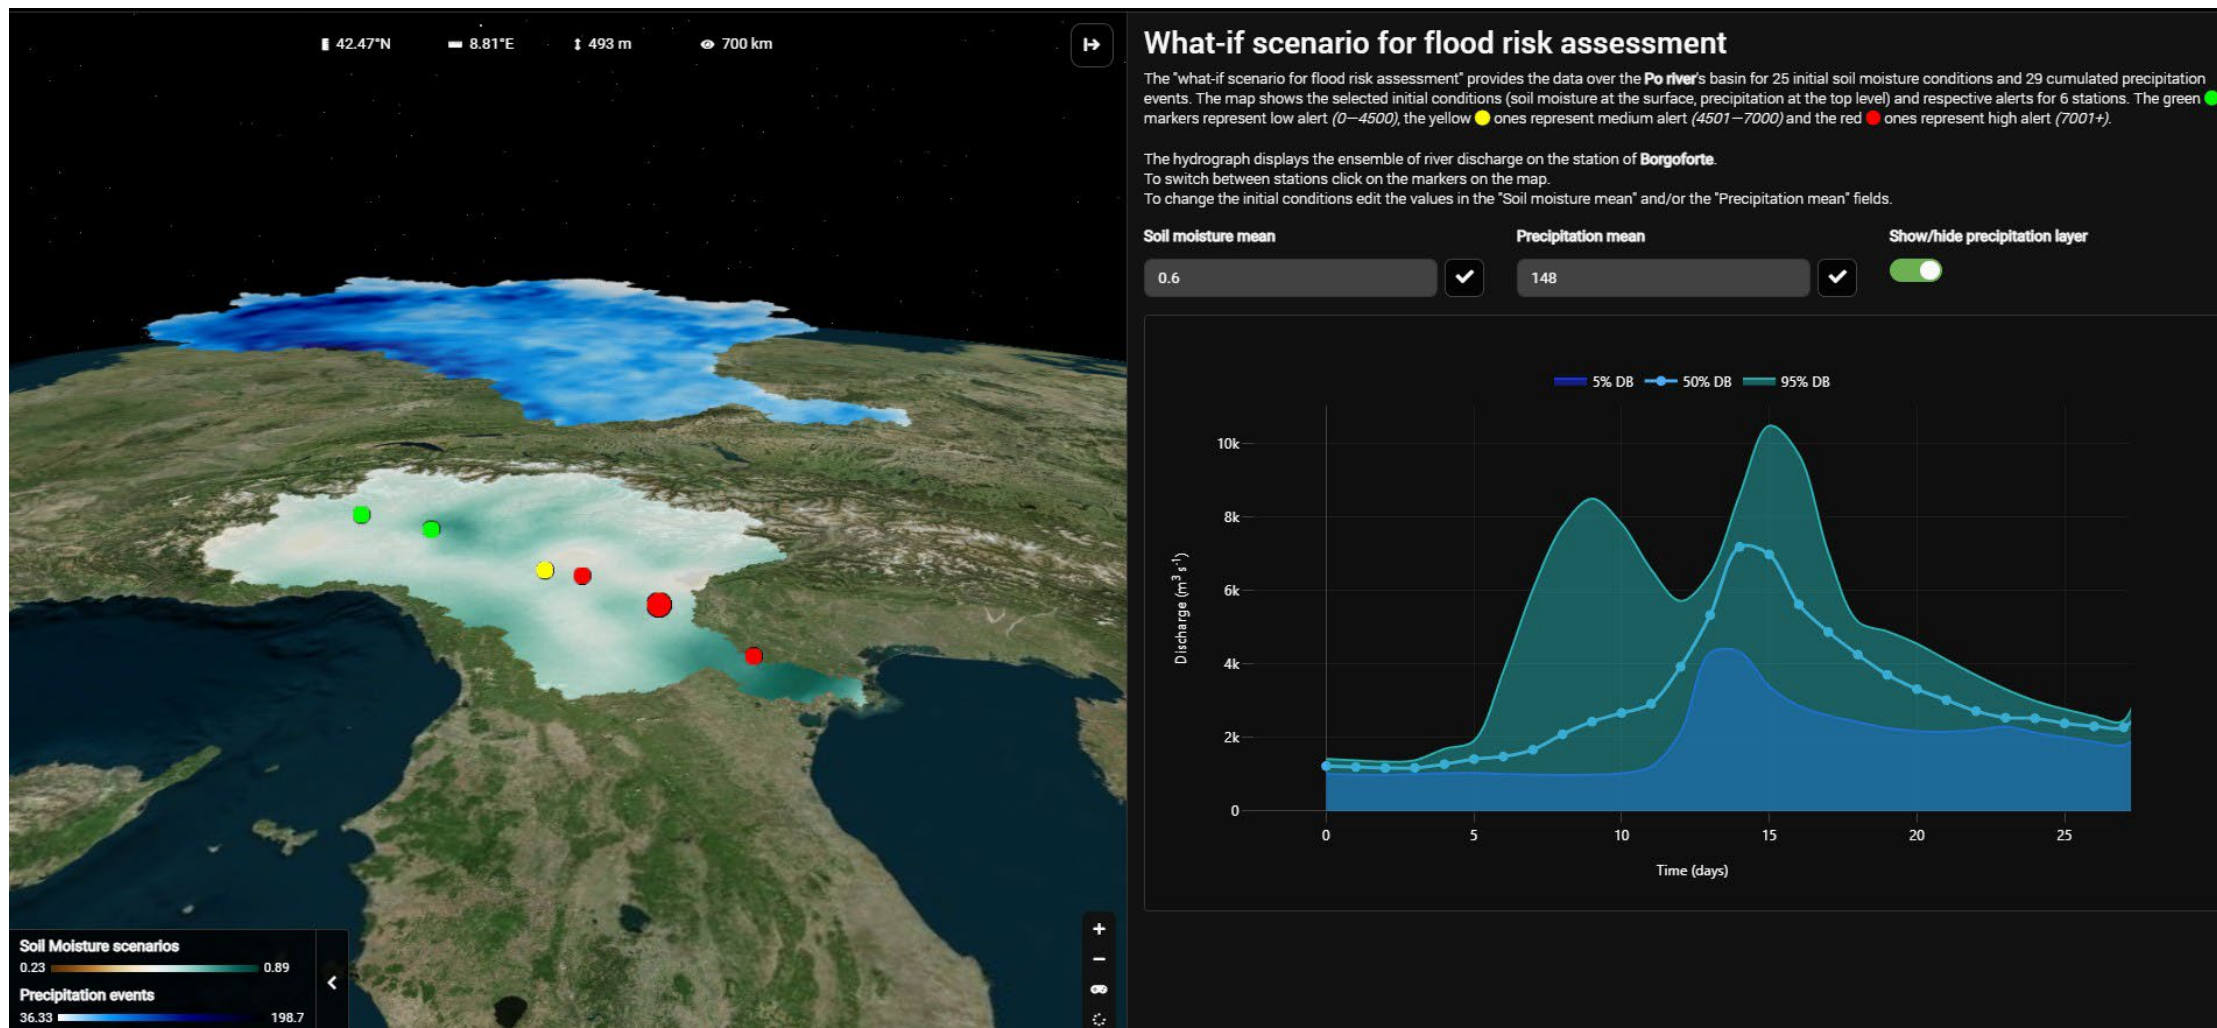 42.47°N 8.81°E 493 m 700 km
What-if scenario for flood risk assessment
The "what-if scenario for flood risk assessment" provides the data over the Po river's basin for 25 initial soil moisture conditions and 29 cumulated precipitation
events. The map shows the selected initial conditions (soil moisture at the surface, precipitation at the top level) and respective alerts for 6 stations. The green
markers represent low alert (0—4500), the yellow ones represent medium alert (4501—7000) and the red ones represent high alert (7001+).
The hydrograph displays the ensemble of river discharge on the station of Borgoforte.
To switch between stations click on the markers on the map.
To change the initial conditions edit the values in the "Soil moisture mean" and/or the "Precipitation mean" fields.
Soil moisture mean Precipitation mean Show/hide precipitation layer
0.6 148
5% DB 50% DB 95% DB
10k
8k
6k
4k
2k
0
Discharge (m³ s⁻¹)
0 5 10 15 20 25
Time (days)
Soil Moisture scenarios
0.23 0.89
Precipitation events
36.33 198.7